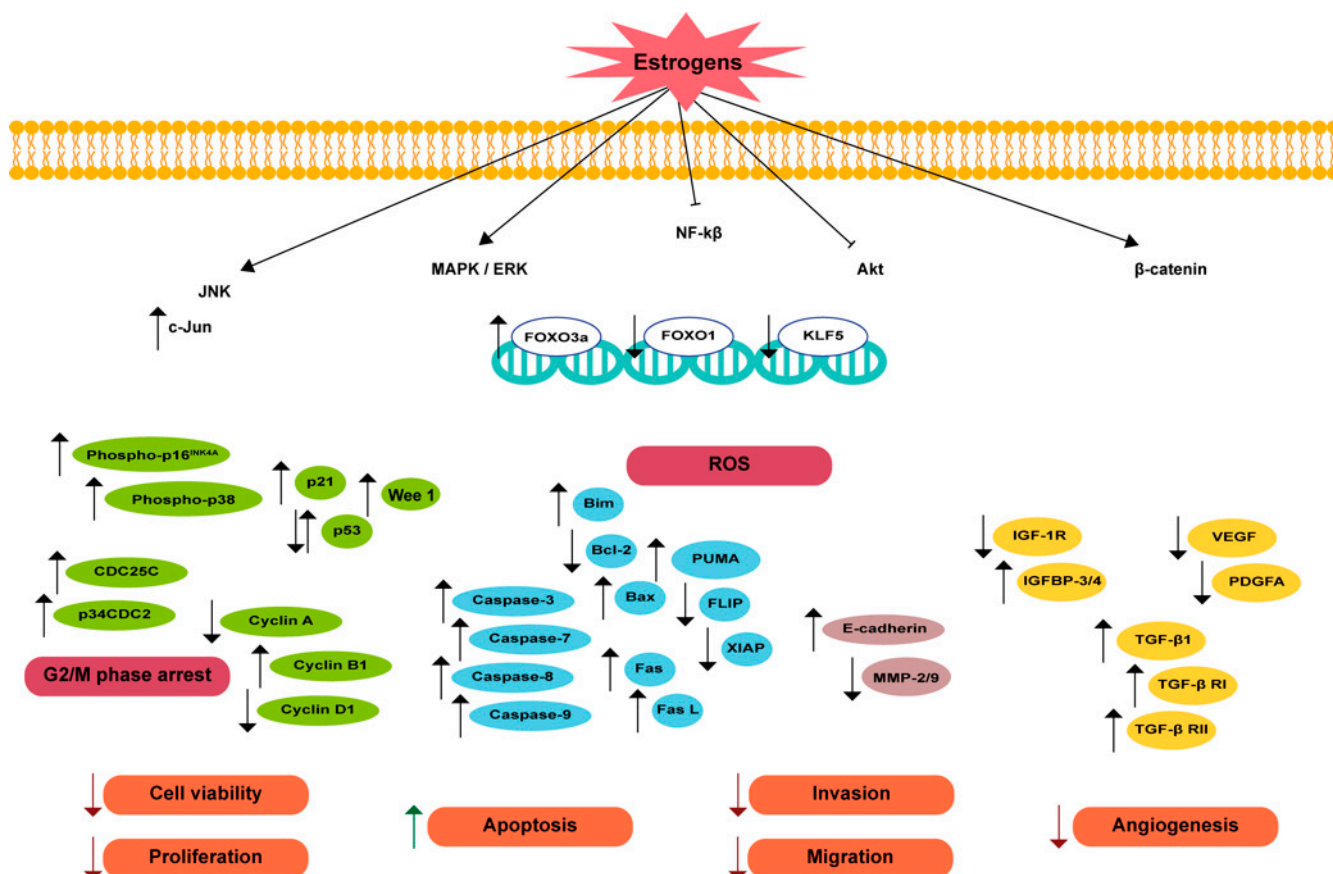 Estrogens
NF-kβ
MAPK / ERK
Akt
β-catenin
JNK
c-Jun
FOXO3a
FOXO1
KLF5
Phospho-p16INK4A
Phospho-p38
p21
p53
Wee 1
CDC25C
p34CDC2
Cyclin A
Cyclin B1
Cyclin D1
G2/M phase arrest
ROS
Bim
Bcl-2
PUMA
Bax
FLIP
XIAP
Caspase-3
Caspase-7
Caspase-8
Caspase-9
Fas
Fas L
E-cadherin
MMP-2/9
IGF-1R
IGFBP-3/4
VEGF
PDGFA
TGF-β1
TGF-β RI
TGF-β RII
Cell viability
Proliferation
Apoptosis
Invasion
Migration
Angiogenesis